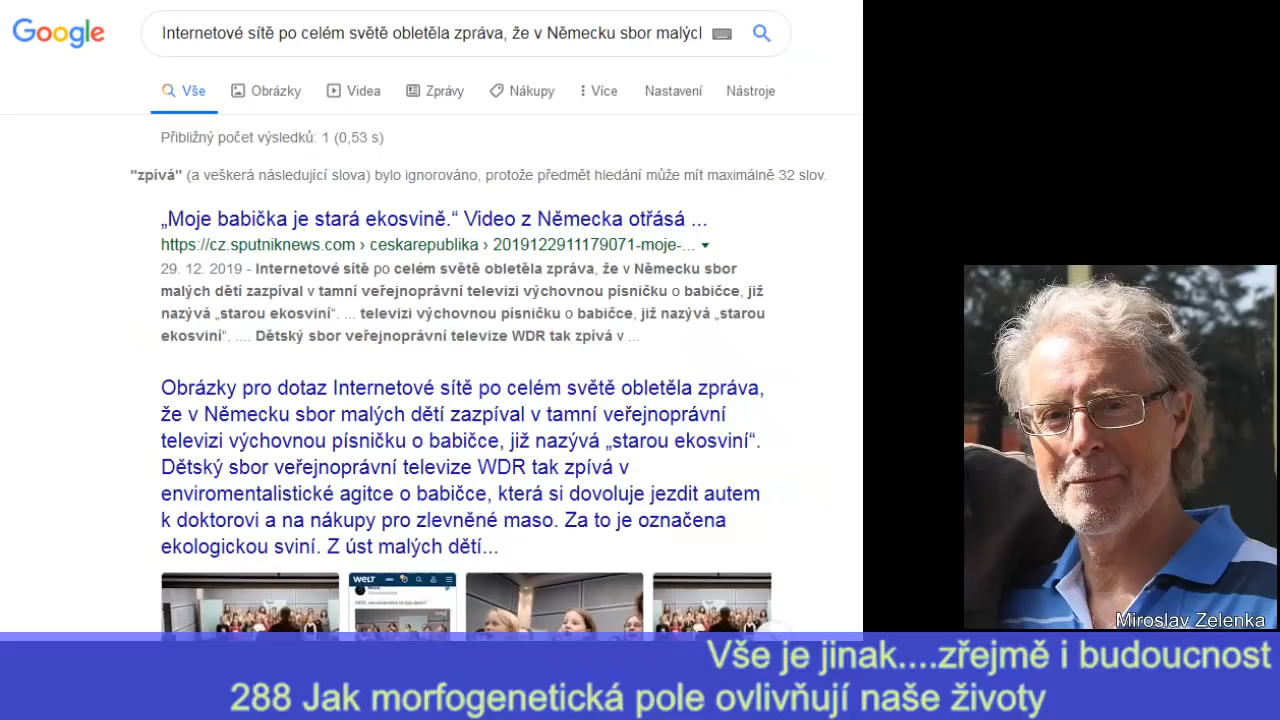 Google
Internetové sítě po celém světě obletěla zpráva, že v Německu sbor malýcl
Vše Obrázky Videa Zprávy Nákupy Více Nastavení Nástroje
Přibližný počet výsledků: 1 (0,53 s)
"zpívá" (a veškerá následující slova) bylo ignorováno, protože předmět hledání může mít maximálně 32 slov.
„Moje babička je stará ekosvině.“ Video z Německa otřásá ...
https://cz.sputniknews.com › ceskarepublika › 2019122911179071-moje-...
29. 12. 2019 - Internetové sítě po celém světě obletěla zpráva, že v Německu sbor
malých dětí zazpíval v tamní veřejnoprávní televizi výchovnou písničku o babičce, již
nazývá „starou ekosviní“. ... televizi výchovnou písničku o babičce, již nazývá „starou
ekosviní“. .... Dětský sbor veřejnoprávní televize WDR tak zpívá v ...
Obrázky pro dotaz Internetové sítě po celém světě obletěla zpráva,
že v Německu sbor malých dětí zazpíval v tamní veřejnoprávní
televizi výchovnou písničku o babičce, již nazývá „starou ekosviní“.
Dětský sbor veřejnoprávní televize WDR tak zpívá v
enviromentalistické agitce o babičce, která si dovoluje jezdit autem
k doktorovi a na nákupy pro zlevněné maso. Za to je označena
ekologickou sviní. Z úst malých dětí...
WELT
Miroslav Zelenka
Vše je jinak....zřejmě i budoucnost
288 Jak morfogenetická pole ovlivňují naše životy